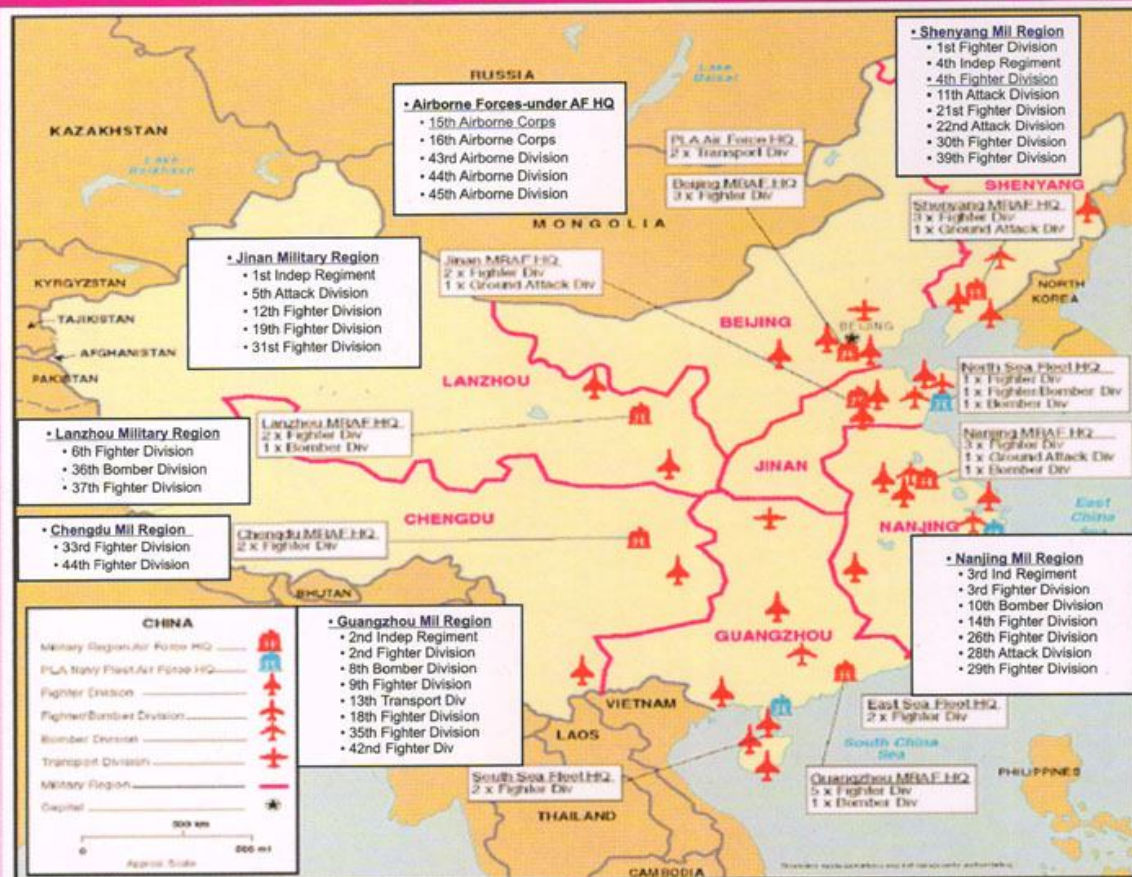 RUSSIA
KAZAKHSTAN
Lake
MONGOLIA
KYRGYZSTAN
TAJIKISTAN
AFGHANISTAN
PAKISTAN
NORTH
KOREA
• Airborne Forces-under AF HQ
• 15th Airborne Corps
• 16th Airborne Corps
• 43rd Airborne Division
• 44th Airborne Division
• 45th Airborne Division
• Shenyang Mil Region
• 1st Fighter Division
• 4th Indep Regiment
• 4th Fighter Division
• 11th Attack Division
• 21st Fighter Division
• 22nd Attack Division
• 30th Fighter Division
• 39th Fighter Division
PLA Air Force HQ
2 x Transport Div
Beijing MRAF HQ
3 x Fighter Div
SHENYANG
Shenyang MRAF HQ
3 x Fighter Div
1 x Ground Attack Div
• Jinan Military Region
• 1st Indep Regiment
• 5th Attack Division
• 12th Fighter Division
• 19th Fighter Division
• 31st Fighter Division
Jinan MRAF HQ
2 x Fighter Div
1 x Ground Attack Div
BEIJING
BEIJING
LANZHOU
North Sea Fleet HQ
1 x Fighter Div
1 x Fighter/Bomber Div
1 x Bomber Div
Lanzhou MRAF HQ
2 x Fighter Div
1 x Bomber Div
• Lanzhou Military Region
• 6th Fighter Division
• 36th Bomber Division
• 37th Fighter Division
JINAN
Nanjing MRAF HQ
3 x Fighter Div
1 x Ground Attack Div
1 x Bomber Div
CHENGDU
NANJING
East
China
Sea
• Chengdu Mil Region
• 33rd Fighter Division
• 44th Fighter Division
Chengdu MRAF HQ
2 x Fighter Div
• Nanjing Mil Region
• 3rd Ind Regiment
• 3rd Fighter Division
• 10th Bomber Division
• 14th Fighter Division
• 26th Fighter Division
• 28th Attack Division
• 29th Fighter Division
BHUTAN
• Guangzhou Mil Region
• 2nd Indep Regiment
• 2nd Fighter Division
• 8th Bomber Division
• 9th Fighter Division
• 13th Transport Div
• 18th Fighter Division
• 35th Fighter Division
• 42nd Fighter Div
GUANGZHOU
VIETNAM
LAOS
THAILAND
CAMBODIA
PHILIPPINES
East Sea Fleet HQ
2 x Fighter Div
South China
Sea
South Sea Fleet HQ
2 x Fighter Div
Guangzhou MRAF HQ
5 x Fighter Div
1 x Bomber Div
CHINA
Military Region Air Force HQ
PLA Navy Fleet Air Force HQ
Fighter Division
Fighter/Bomber Division
Bomber Division
Transport Division
Military Region
Capital
500 km
0
Approx Scale